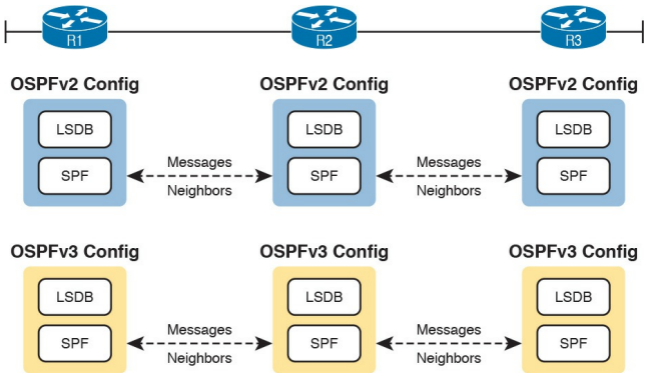 R1 R2 R3
OSPFv2 Config OSPFv2 Config OSPFv2 Config
LSDB LSDB LSDB
Messages Messages
SPF SPF SPF
Neighbors Neighbors
OSPFv3 Config OSPFv3 Config OSPFv3 Config
LSDB LSDB LSDB
Messages Messages
SPF SPF SPF
Neighbors Neighbors